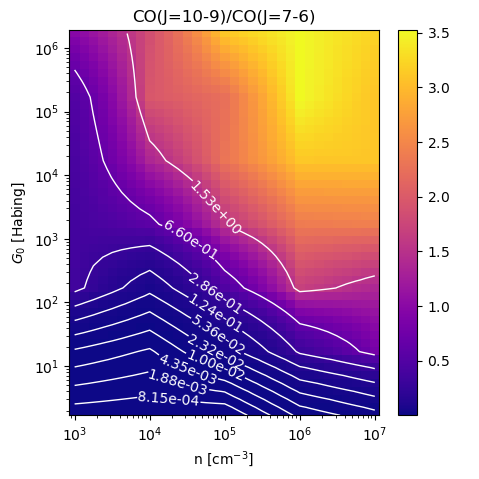 CO(J=10-9)/CO(J=7-6)
10⁶
10⁵
10⁴
10³
10²
10¹
G₀ [Habing]
1.53e+00
6.60e-01
2.86e-01
1.24e-01
5.36e-02
2.32e-02
1.00e-02
4.35e-03
1.88e-03
8.15e-04
10³
10⁴
10⁵
10⁶
10⁷
n [cm⁻³]
3.5
3.0
2.5
2.0
1.5
1.0
0.5